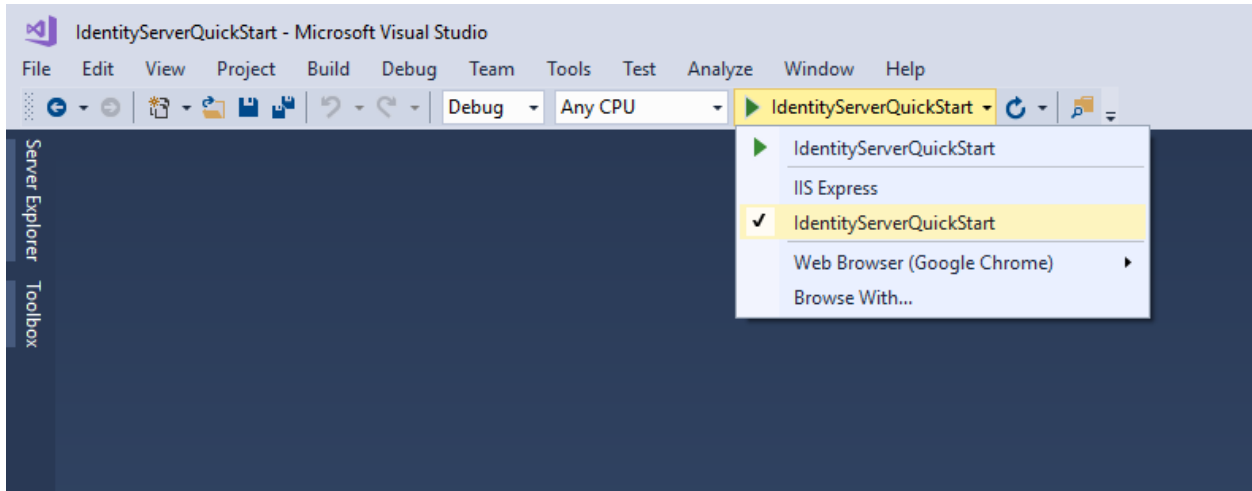 IdentityServerQuickStart - Microsoft Visual Studio
File Edit View Project Build Debug Team Tools Test Analyze Window Help
Debug Any CPU IdentityServerQuickStart
IdentityServerQuickStart
IIS Express
IdentityServerQuickStart
Web Browser (Google Chrome)
Browse With...
Server Explorer
Toolbox